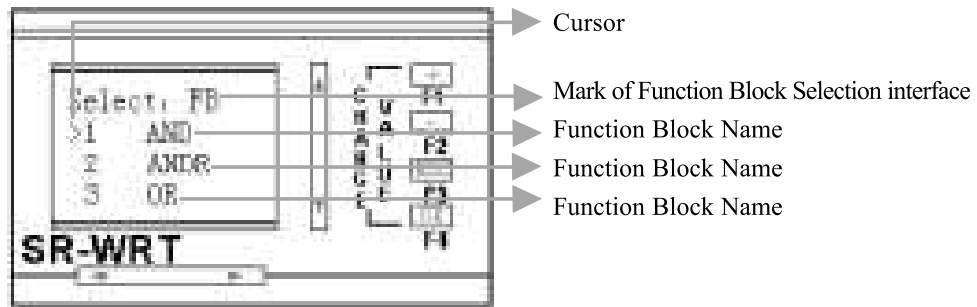 Cursor
Select: FB
Mark of Function Block Selection interface
>1 AND
Function Block Name
2 ANDR
Function Block Name
3 OR
Function Block Name
CHANGE
VALUE
F1
F2
F3
SR-WRT